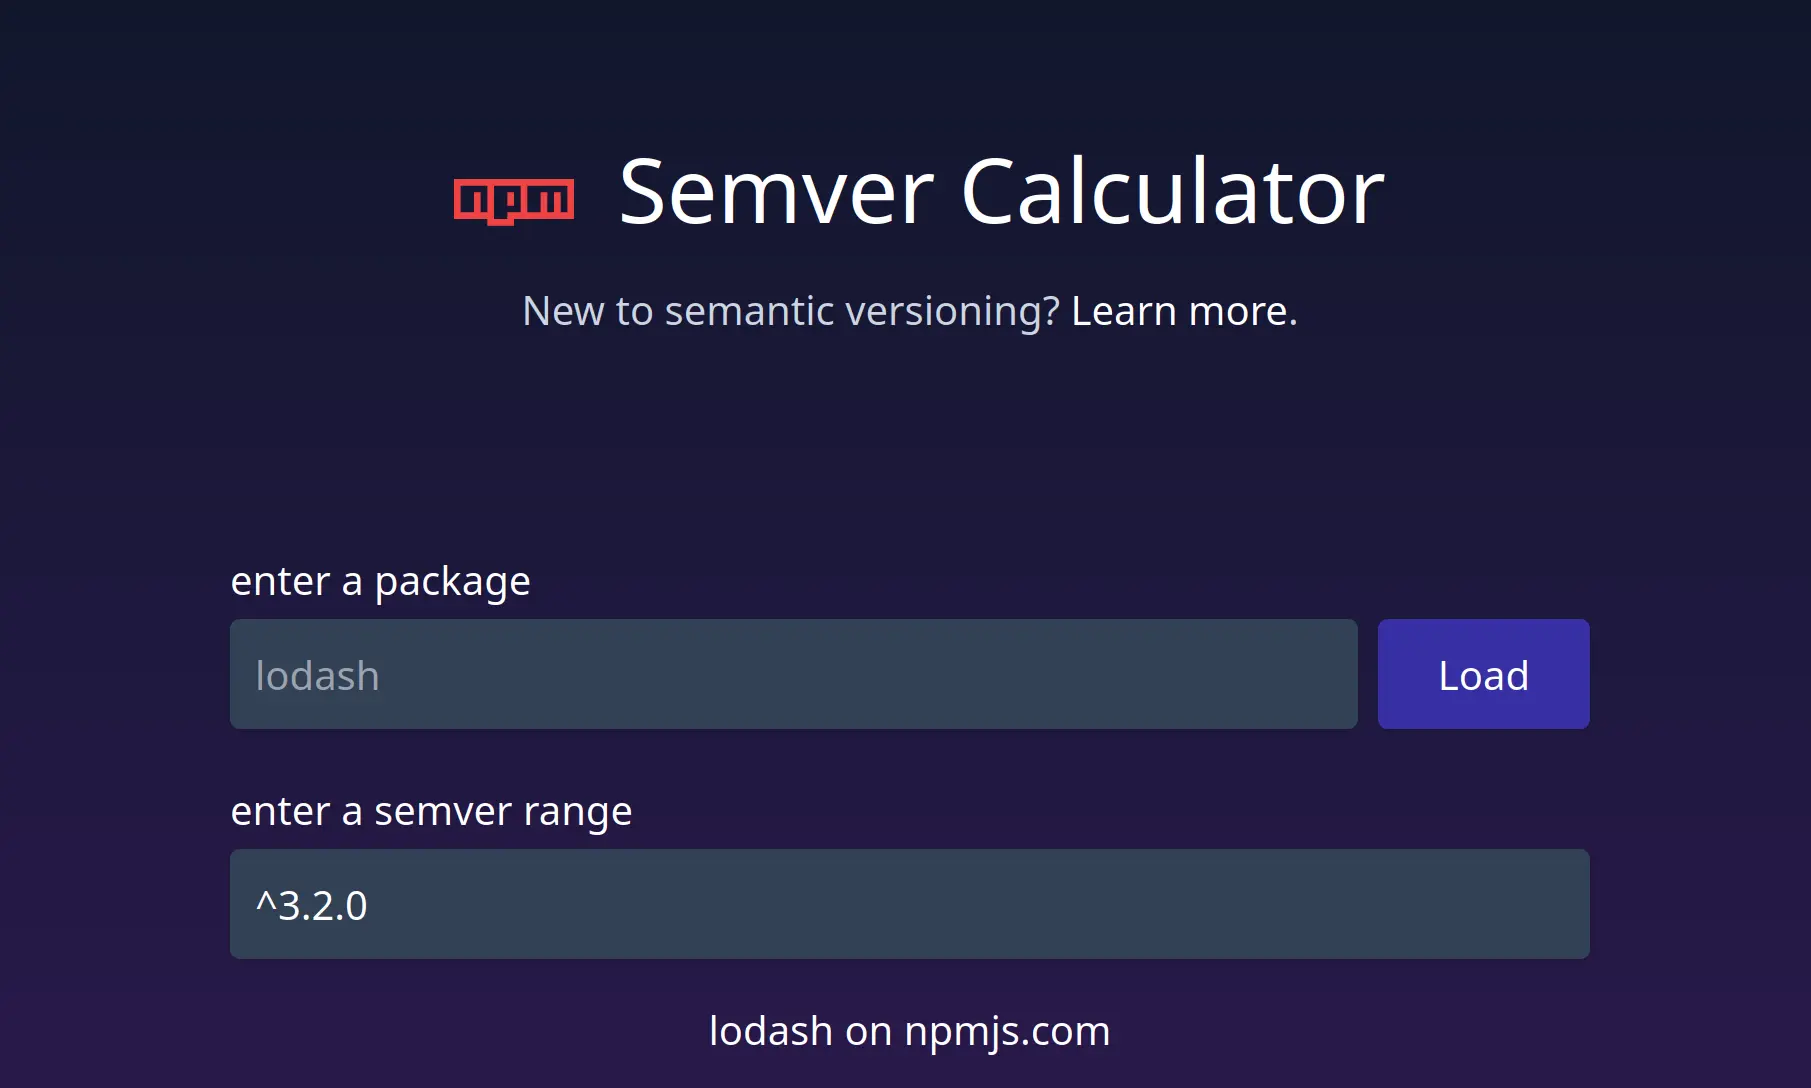 npm Semver Calculator
New to semantic versioning? Learn more.
enter a package
lodash
Load
enter a semver range
^3.2.0
lodash on npmjs.com